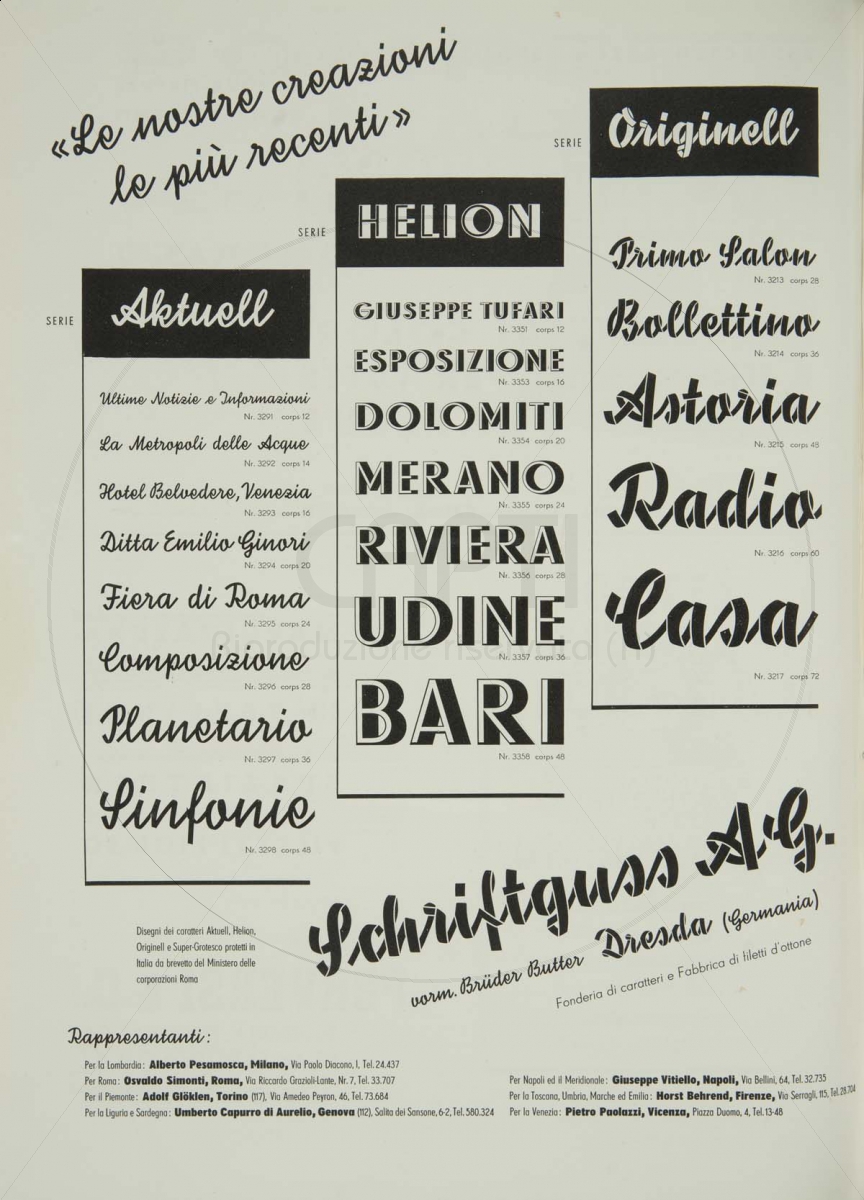 «Le nostre creazioni
le più recenti»
SERIE Aktuell
Ultime Notizie e Informazioni
Nr. 3291 corps 12
La Metropoli delle Acque
Nr. 3292 corps 14
Hotel Belvedere, Venezia
Nr. 3293 corps 16
Ditta Emilio Ginori
Nr. 3294 corps 20
Fiera di Roma
Nr. 3295 corps 24
Composizione
Nr. 3296 corps 28
Planetario
Nr. 3297 corps 36
Sinfonie
Nr. 3298 corps 48
SERIE HELION
GIUSEPPE TUFARI
Nr. 3351 corps 12
ESPOSIZIONE
Nr. 3353 corps 16
DOLOMITI
Nr. 3354 corps 20
MERANO
Nr. 3355 corps 24
RIVIERA
Nr. 3356 corps 28
UDINE
Nr. 3357 corps 36
BARI
Nr. 3358 corps 48
SERIE Originell
Primo Salon
Nr. 3213 corps 28
Bollettino
Nr. 3214 corps 36
Astoria
Nr. 3215 corps 48
Radio
Nr. 3216 corps 60
Casa
Nr. 3217 corps 72
CAPTI
Riproduzione riservata (IT)
Schriftguss A.G.
vorm. Brüder Butter Dresda (Germania)
Fonderia di caratteri e Fabbrica di filetti d'ottone
Disegni dei caratteri Aktuell, Helion,
Originell e Super-Grotesco protetti in
Italia da brevetto del Ministero delle
corporazioni Roma
Rappresentanti:
Per la Lombardia: Alberto Pesamosca, Milano, Via Paolo Diacono, 1, Tel. 24.437
Per Roma: Osvaldo Simonti, Roma, Via Riccardo Grazioli-Lante, Nr. 7, Tel. 33.707
Per il Piemonte: Adolf Glöklen, Torino (117), Via Amedeo Peyron, 46, Tel. 73.684
Per la Liguria e Sardegna: Umberto Capurro di Aurelio, Genova (112), Salita dei Sansone, 6-2, Tel. 580.324
Per Napoli ed il Meridionale: Giuseppe Vitiello, Napoli, Via Bellini, 64, Tel. 32.735
Per la Toscana, Umbria, Marche ed Emilia: Horst Behrend, Firenze, Via Serragli, 115, Tel. 28.704
Per la Venezia: Pietro Paolazzi, Vicenza, Piazza Duomo, 4, Tel. 13-48